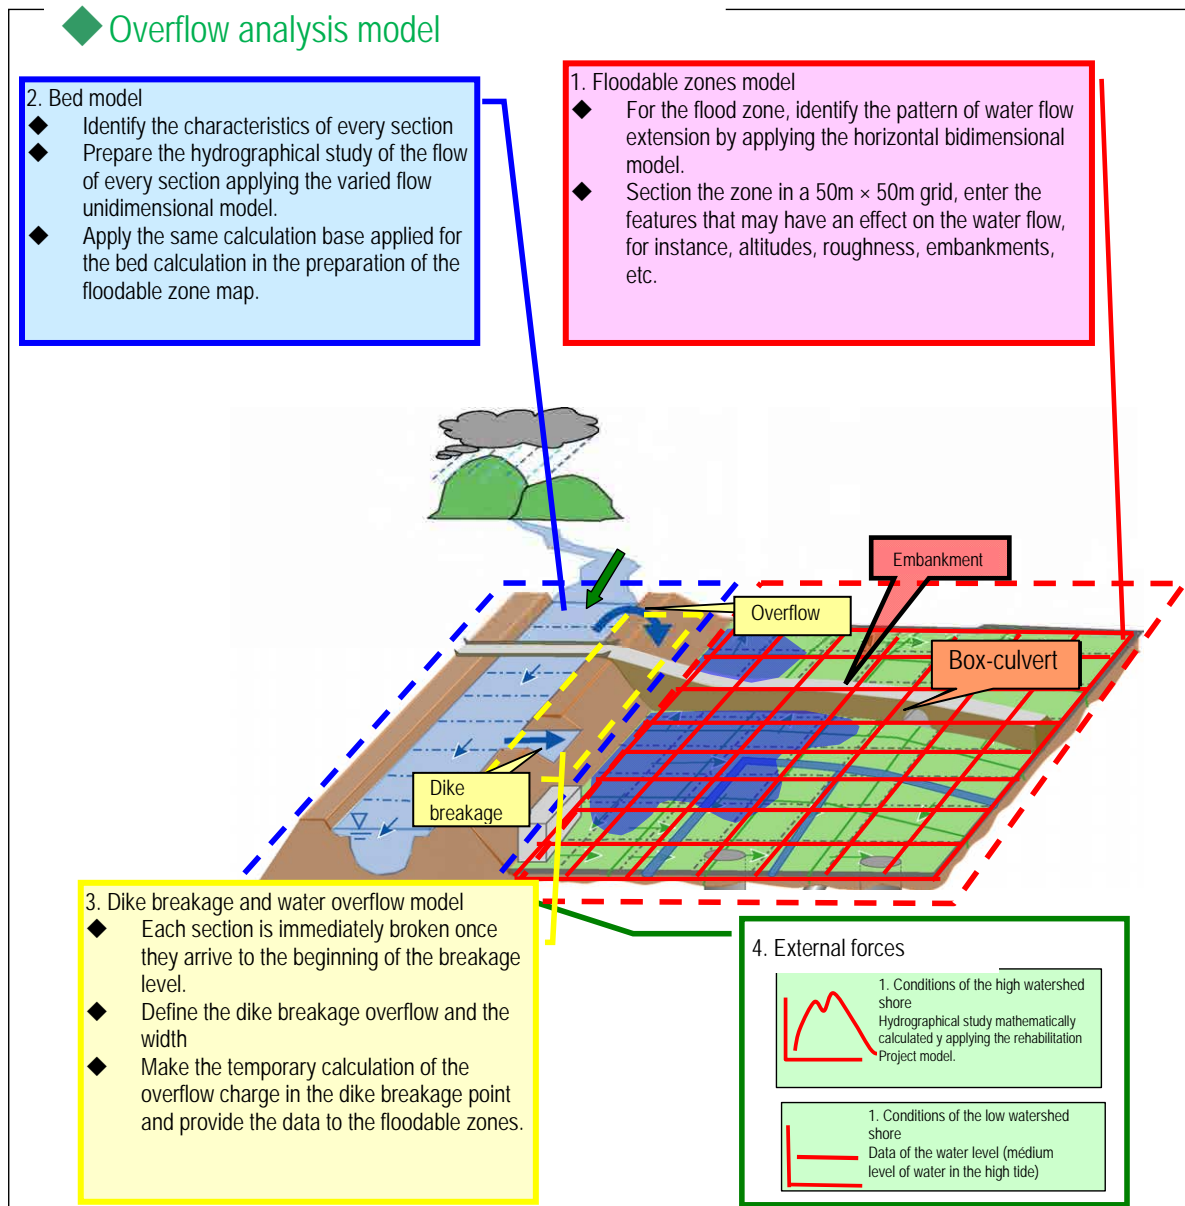 Overflow analysis model
2. Bed model
◆ Identify the characteristics of every section
◆ Prepare the hydrographical study of the flow
of every section applying the varied flow
unidimensional model.
◆ Apply the same calculation base applied for
the bed calculation in the preparation of the
floodable zone map.
1. Floodable zones model
◆ For the flood zone, identify the pattern of water flow
extension by applying the horizontal bidimensional
model.
◆ Section the zone in a 50m × 50m grid, enter the
features that may have an effect on the water flow,
for instance, altitudes, roughness, embankments,
etc.
Embankment
Overflow
Box-culvert
Dike
breakage
3. Dike breakage and water overflow model
◆ Each section is immediately broken once
they arrive to the beginning of the breakage
level.
◆ Define the dike breakage overflow and the
width
◆ Make the temporary calculation of the
overflow charge in the dike breakage point
and provide the data to the floodable zones.
4. External forces
1. Conditions of the high watershed
shore
Hydrographical study mathematically
calculated y applying the rehabilitation
Project model.
1. Conditions of the low watershed
shore
Data of the water level (médium
level of water in the high tide)